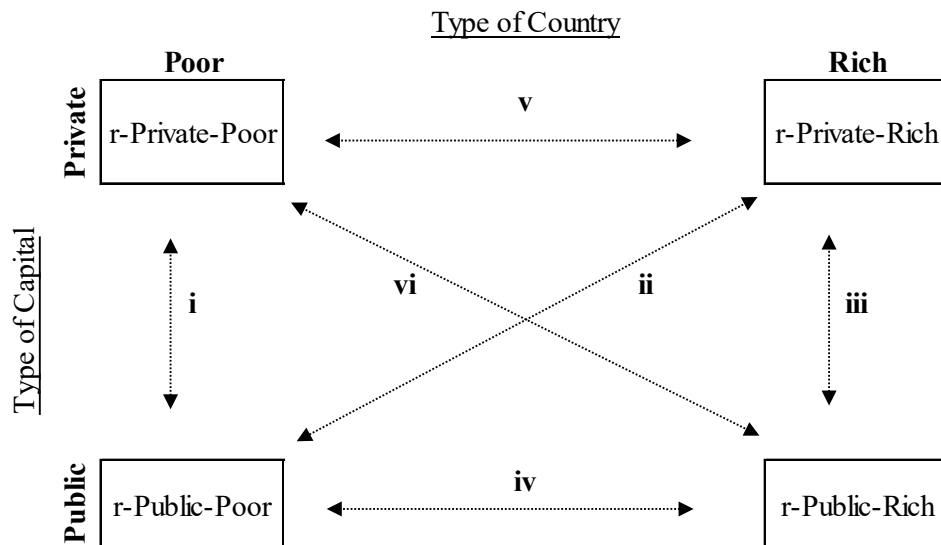 Type of Country
Poor
Rich
Private
r-Private-Poor
v
r-Private-Rich
Type of Capital
i
vi
ii
iii
Public
r-Public-Poor
iv
r-Public-Rich